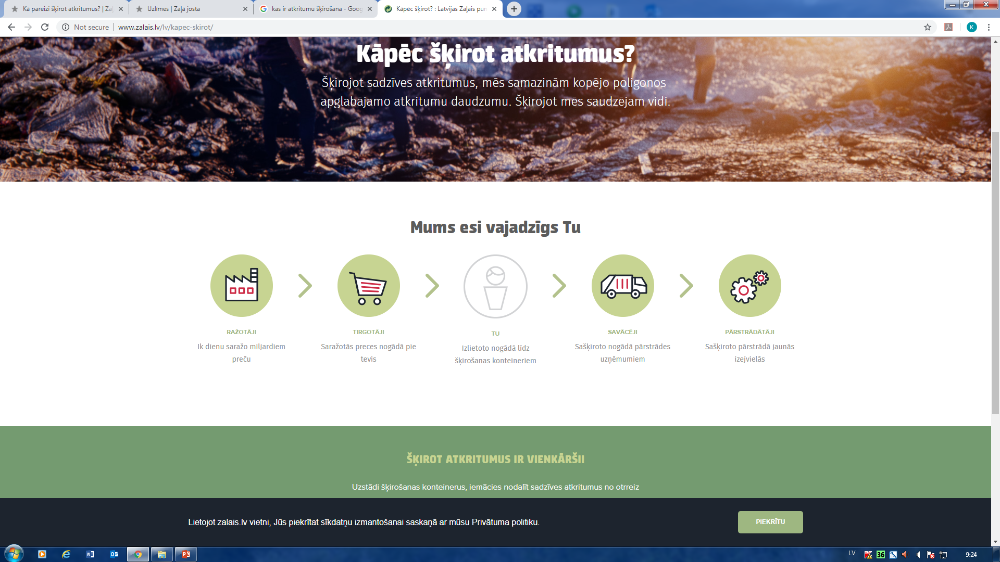 Kā pareizi šķirot atkritumus? | Zaļ
Uzlīmes | Zaļā josta
kas ir atkritumu šķirošana - Goog
Kāpēc šķirot? : Latvijas Zaļais pun
Not secure
www.zalais.lv/lv/kapec-skirot/
K
Kāpēc šķirot atkritumus?
Šķirojot sadzīves atkritumus, mēs samazinām kopējo poligonos
apglabājamo atkritumu daudzumu. Šķirojot mēs saudzējam vidi.
Mums esi vajadzīgs Tu
RAŽOTĀJI
Ik dienu saražo miljardiem
preču
TIRGOTĀJI
Saražotās preces nogādā pie
tevis
TU
Izlietoto nogādā līdz
šķirošanas konteineriem
SAVĀCĒJI
Sašķiroto nogādā pārstrādes
uzņēmumiem
PĀRSTRĀDĀTĀJI
Sašķiroto pārstrādā jaunās
izejvielās
ŠĶIROT ATKRITUMUS IR VIENKĀRŠI!
Uzstādi šķirošanas konteinerus, iemācies nodalīt sadzīves atkritumus no otrreiz
Lietojot zalais.lv vietni, Jūs piekrītat sīkdatņu izmantošanai saskaņā ar mūsu Privātuma politiku.
PIEKRĪTU
LV
36
9:24